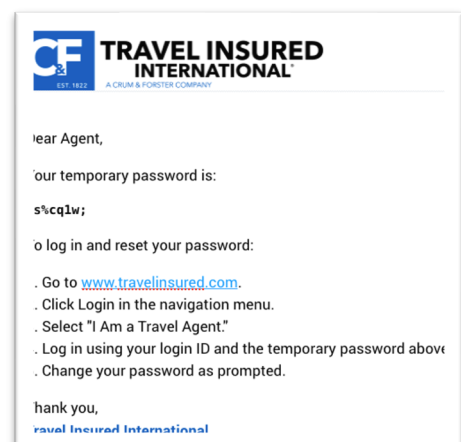 C&F
EST. 1822
TRAVEL INSURED
INTERNATIONAL®
A CRUM & FORSTER COMPANY
ear Agent,
our temporary password is:
s%cq1w;
o log in and reset your password:
. Go to www.travelinsured.com.
. Click Login in the navigation menu.
. Select "I Am a Travel Agent."
. Log in using your login ID and the temporary password above
. Change your password as prompted.
hank you,
ravel Insured International